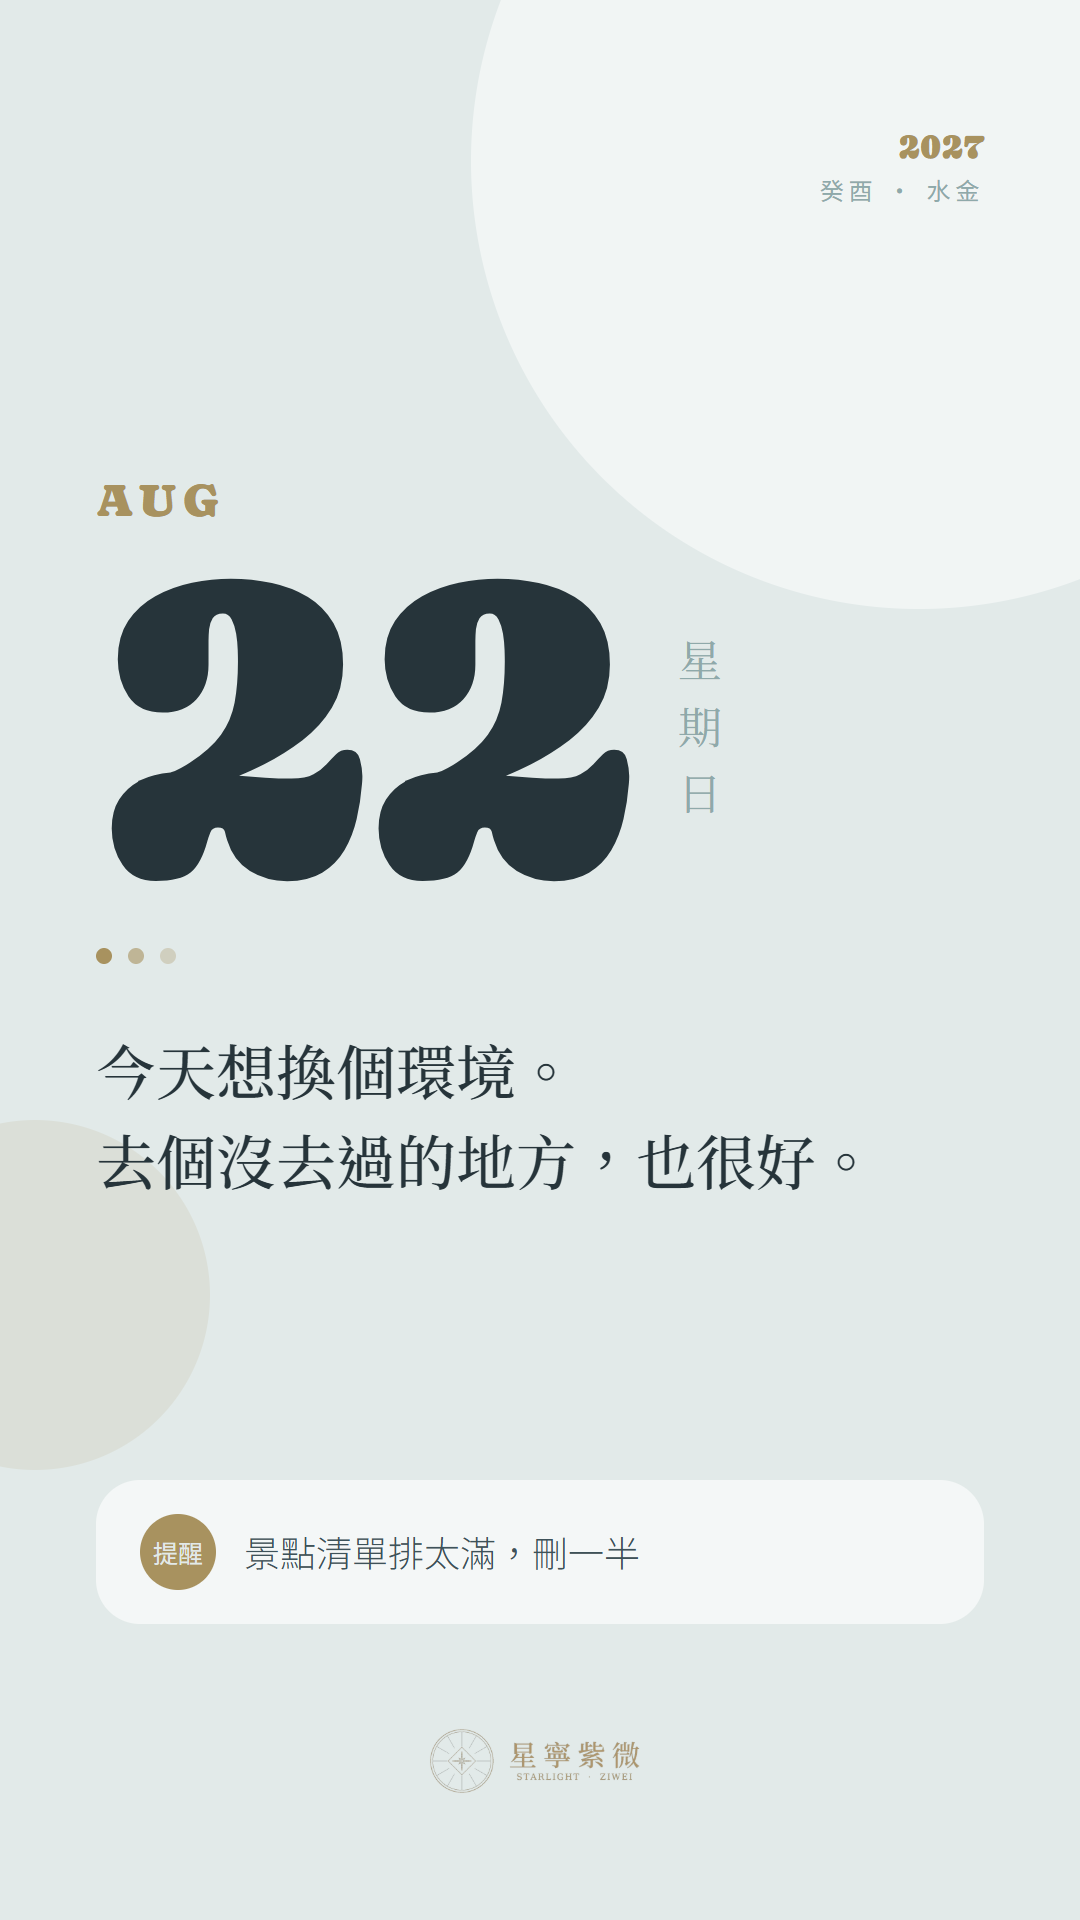 2027
癸酉 · 水金
AUG
22
星期日
今天想換個環境。
去個沒去過的地方，也很好。
提醒
景點清單排太滿，刪一半
星寧紫微
STARLIGHT · ZIWEI